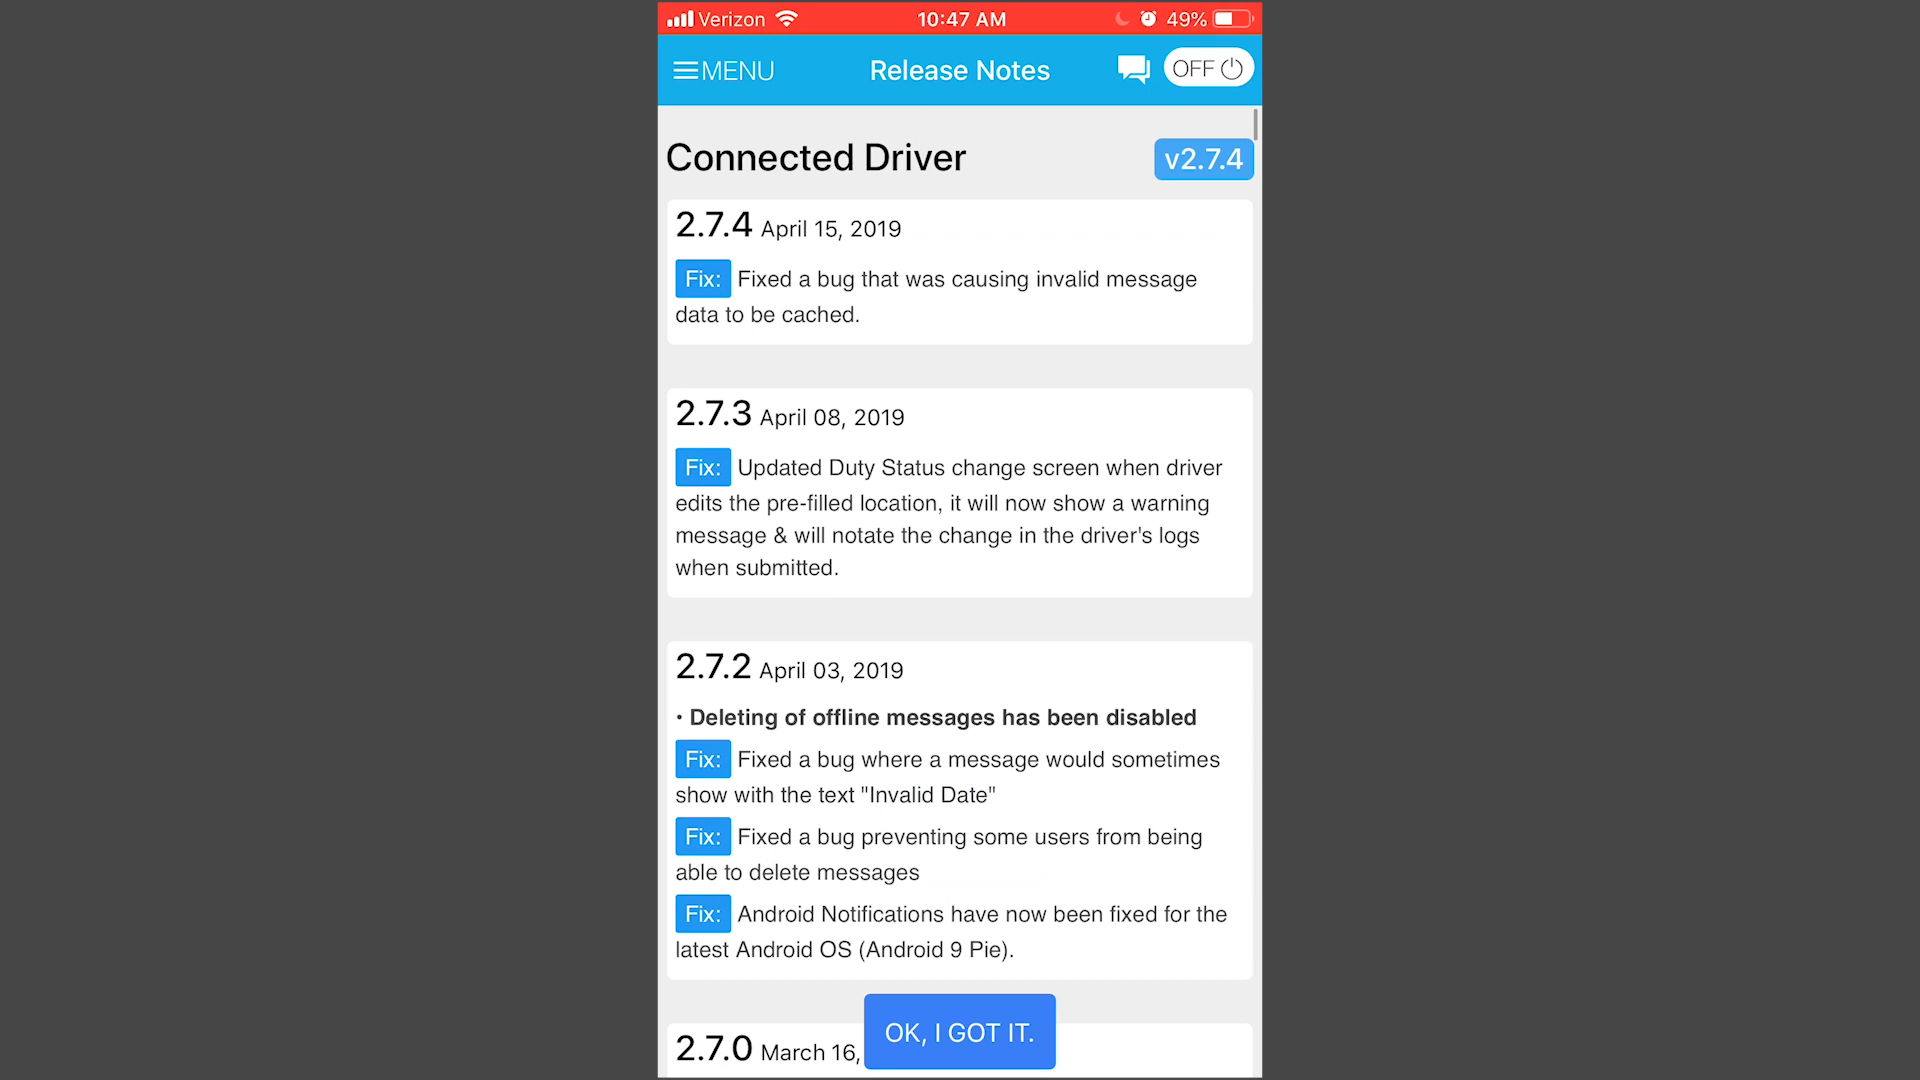 Verizon 10:47 AM 49%
MENU Release Notes OFF
Connected Driver v2.7.4
2.7.4 April 15, 2019
Fix: Fixed a bug that was causing invalid message
data to be cached.
2.7.3 April 08, 2019
Fix: Updated Duty Status change screen when driver
edits the pre-filled location, it will now show a warning
message & will notate the change in the driver's logs
when submitted.
2.7.2 April 03, 2019
• Deleting of offline messages has been disabled
Fix: Fixed a bug where a message would sometimes
show with the text "Invalid Date"
Fix: Fixed a bug preventing some users from being
able to delete messages
Fix: Android Notifications have now been fixed for the
latest Android OS (Android 9 Pie).
OK, I GOT IT.
2.7.0 March 16,